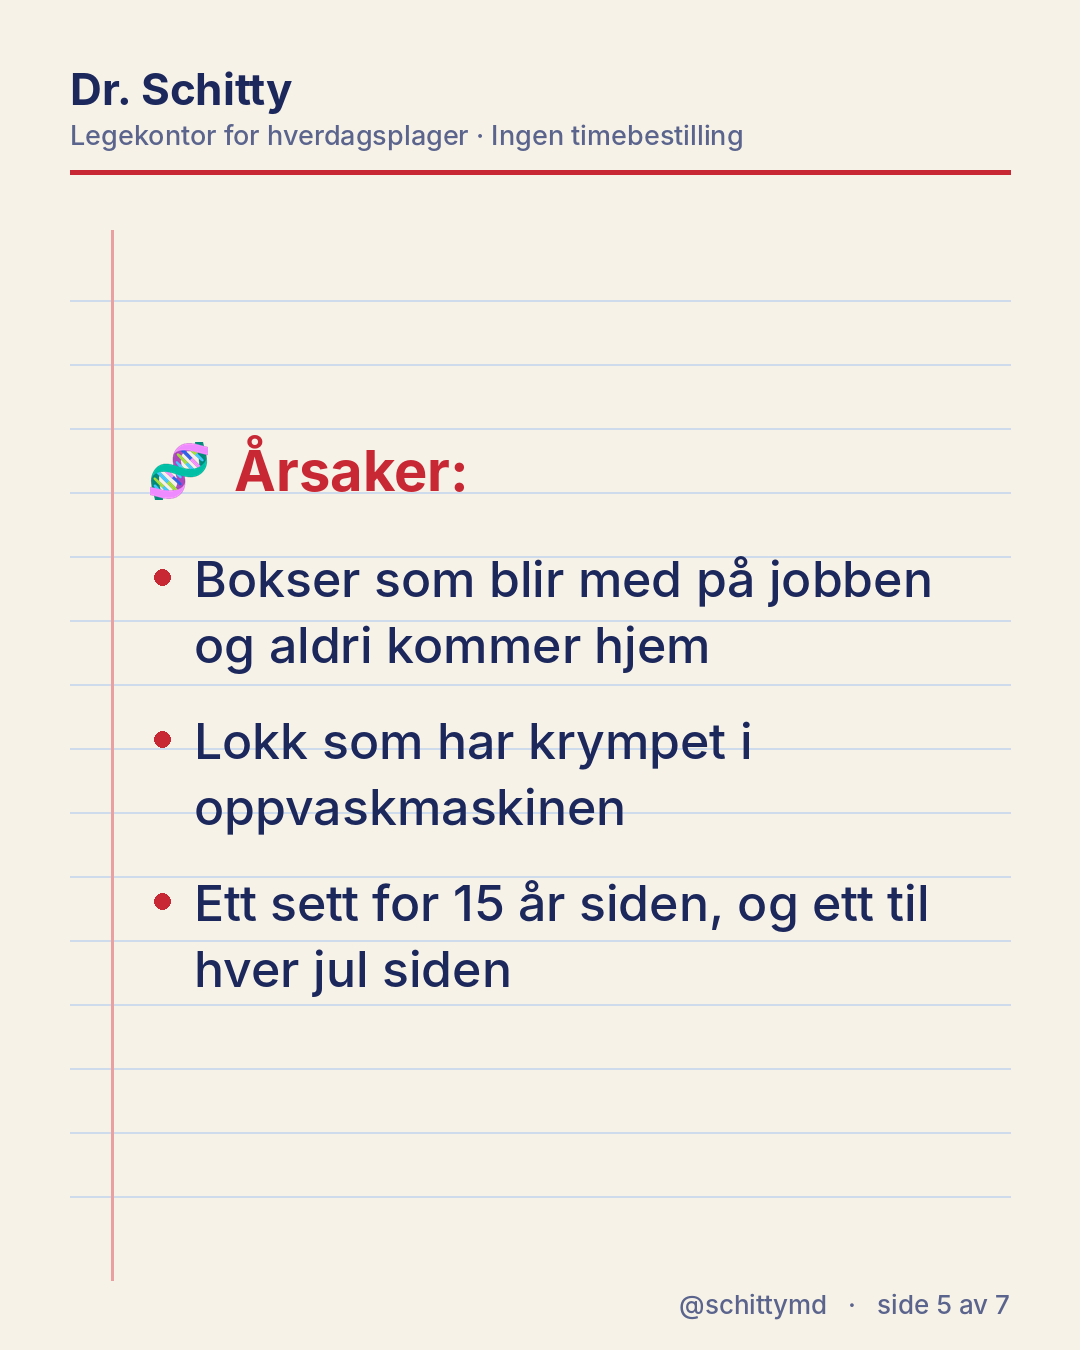 Dr. Schitty
Legekontor for hverdagsplager · Ingen timebestilling
🧬 Årsaker:
• Bokser som blir med på jobben
og aldri kommer hjem
• Lokk som har krympet i
oppvaskmaskinen
• Ett sett for 15 år siden, og ett til
hver jul siden
@schittymd · side 5 av 7